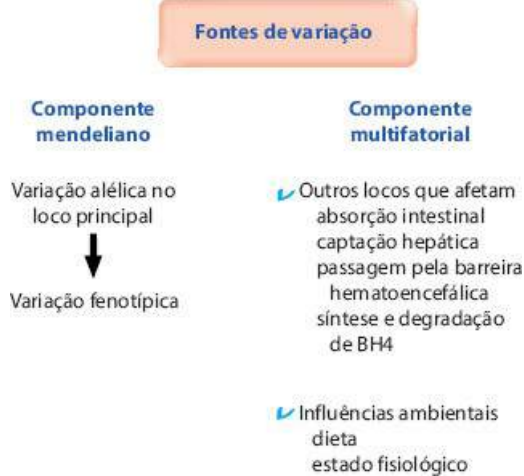 Fontes de variação
Componente
mendeliano
Variação alélica no
loco principal
Variação fenotípica
Componente
multifatorial
Outros locos que afetam
absorção intestinal
captação hepática
passagem pela barreira
hematoencefálica
síntese e degradação
de BH4
Influências ambientais
dieta
estado fisiológico